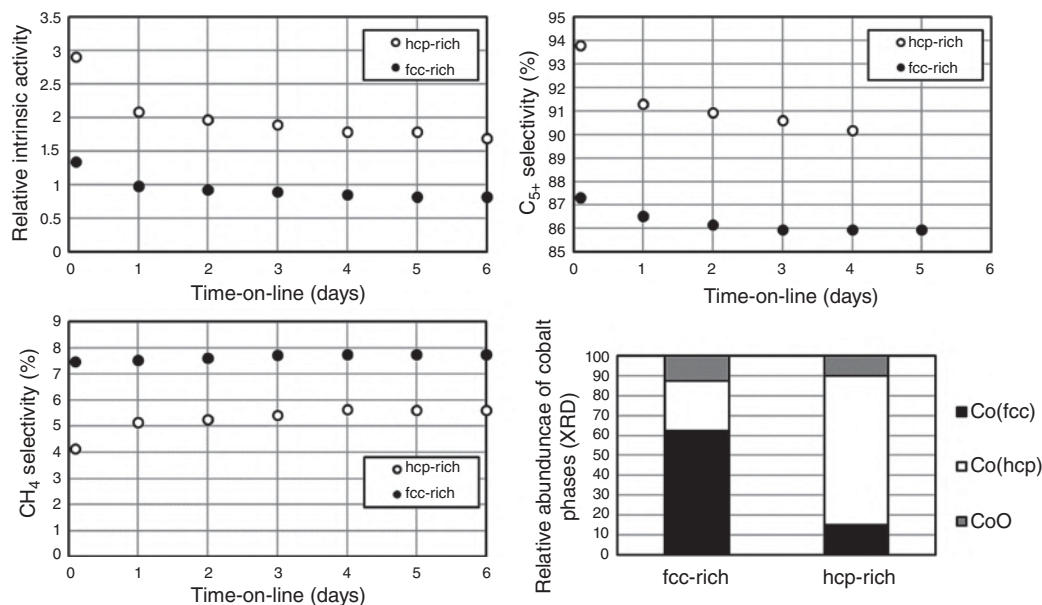 Relative intrinsic activity
3.5
3
2.5
2
1.5
1
0.5
0
0 1 2 3 4 5 6
Time-on-line (days)
hcp-rich
fcc-rich
C5+ selectivity (%)
95
94
93
92
91
90
89
88
87
86
85
0 1 2 3 4 5 6
Time-on-line (days)
hcp-rich
fcc-rich
CH4 selectivity (%)
9
8
7
6
5
4
3
2
1
0
0 1 2 3 4 5 6
Time-on-line (days)
hcp-rich
fcc-rich
Relative abunduncae of cobalt
phases (XRD)
100
90
80
70
60
50
40
30
20
10
0
fcc-rich hcp-rich
Co(fcc)
Co(hcp)
CoO